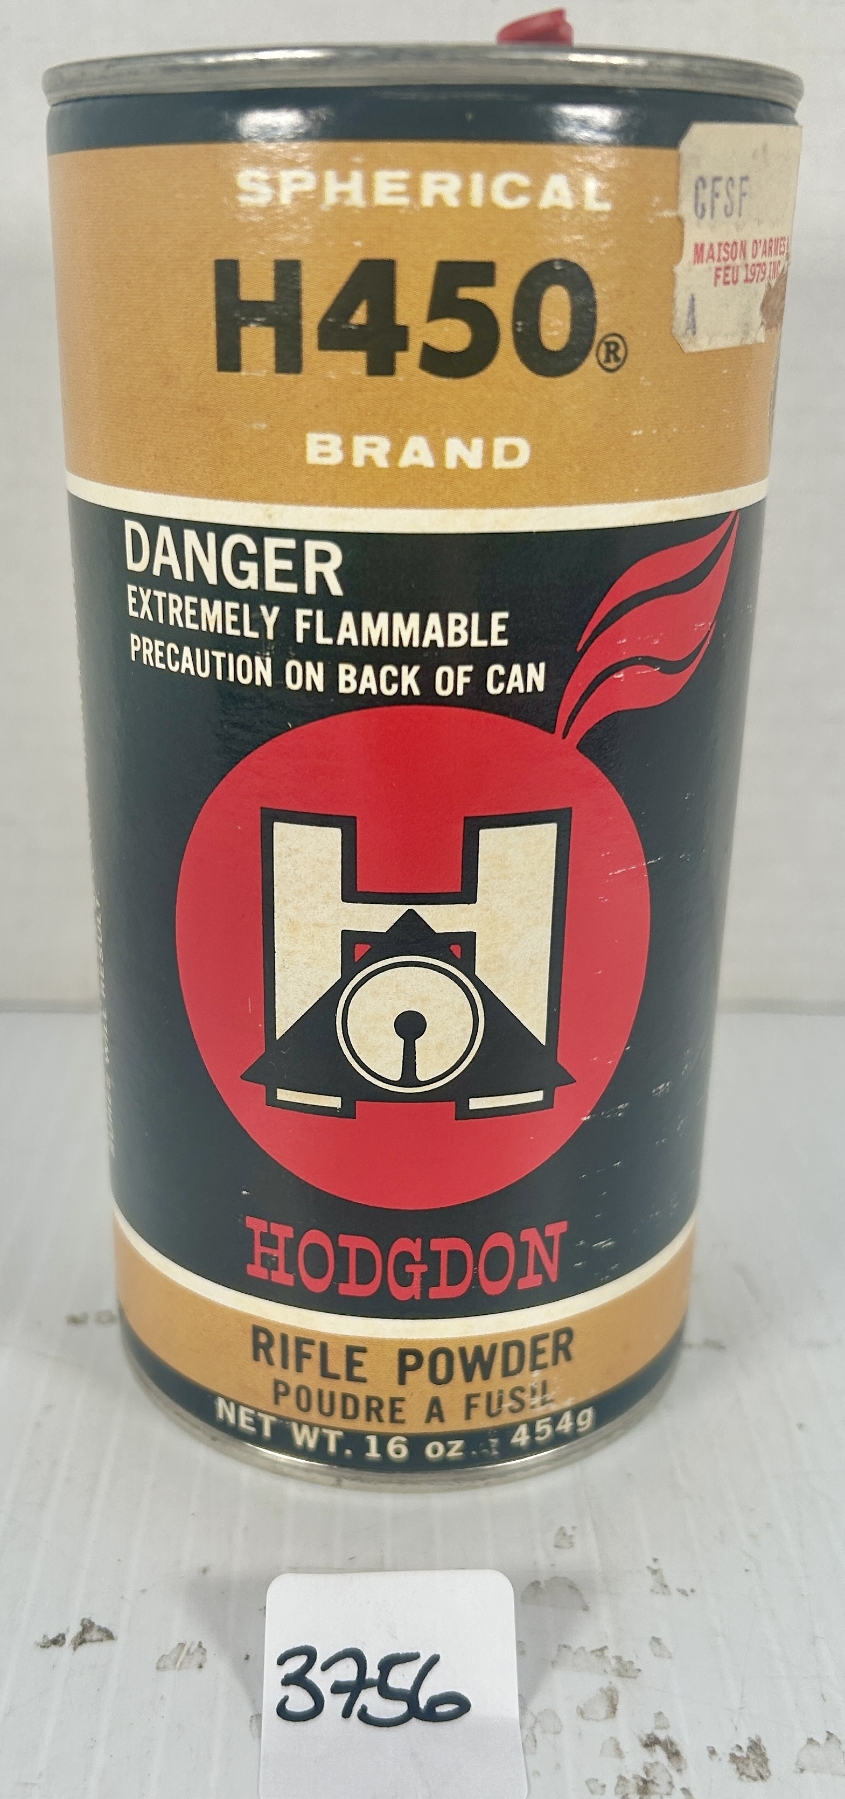 SPHERICAL
H450®
BRAND
CFSF
MAISON D'ARMES
FEU 1979 INC
A
DANGER
EXTREMELY FLAMMABLE
PRECAUTION ON BACK OF CAN
H
HODGDON
RIFLE POWDER
POUDRE A FUSIL
NET WT. 16 oz. 454g
3756